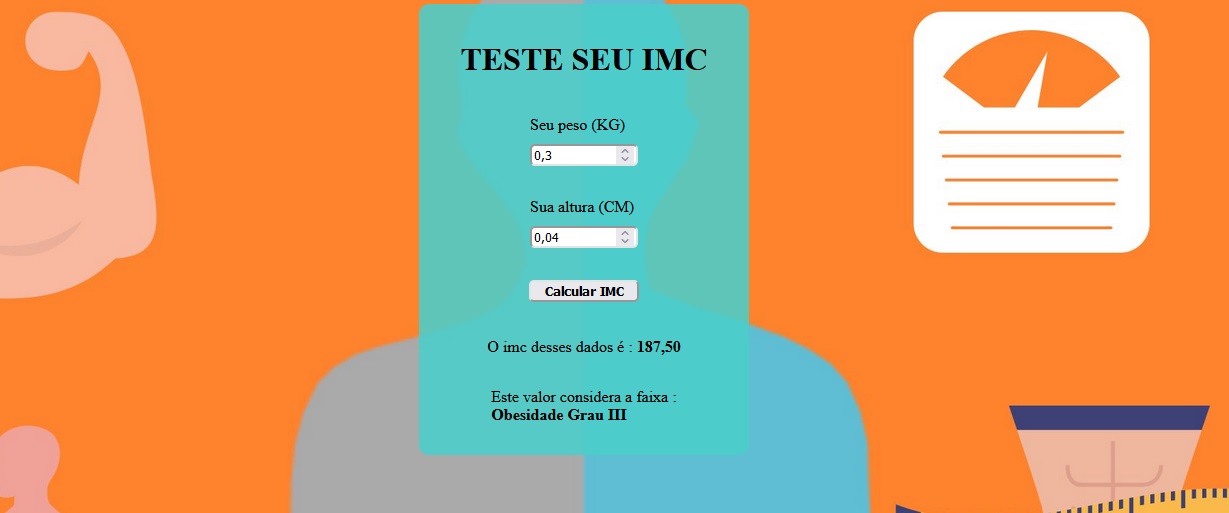 TESTE SEU IMC
Seu peso (KG)
0,3
Sua altura (CM)
0,04
Calcular IMC
O imc desses dados é : 187,50
Este valor considera a faixa :
Obesidade Grau III